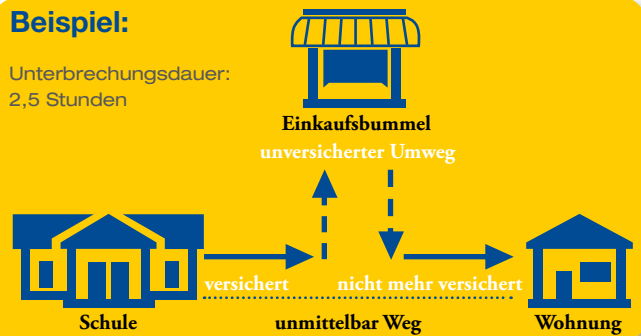 Beispiel:
Unterbrechungsdauer:
2,5 Stunden
Einkaufsbummel
unversicherter Umweg
versichert
nicht mehr versichert
Schule
unmittelbar Weg
Wohnung